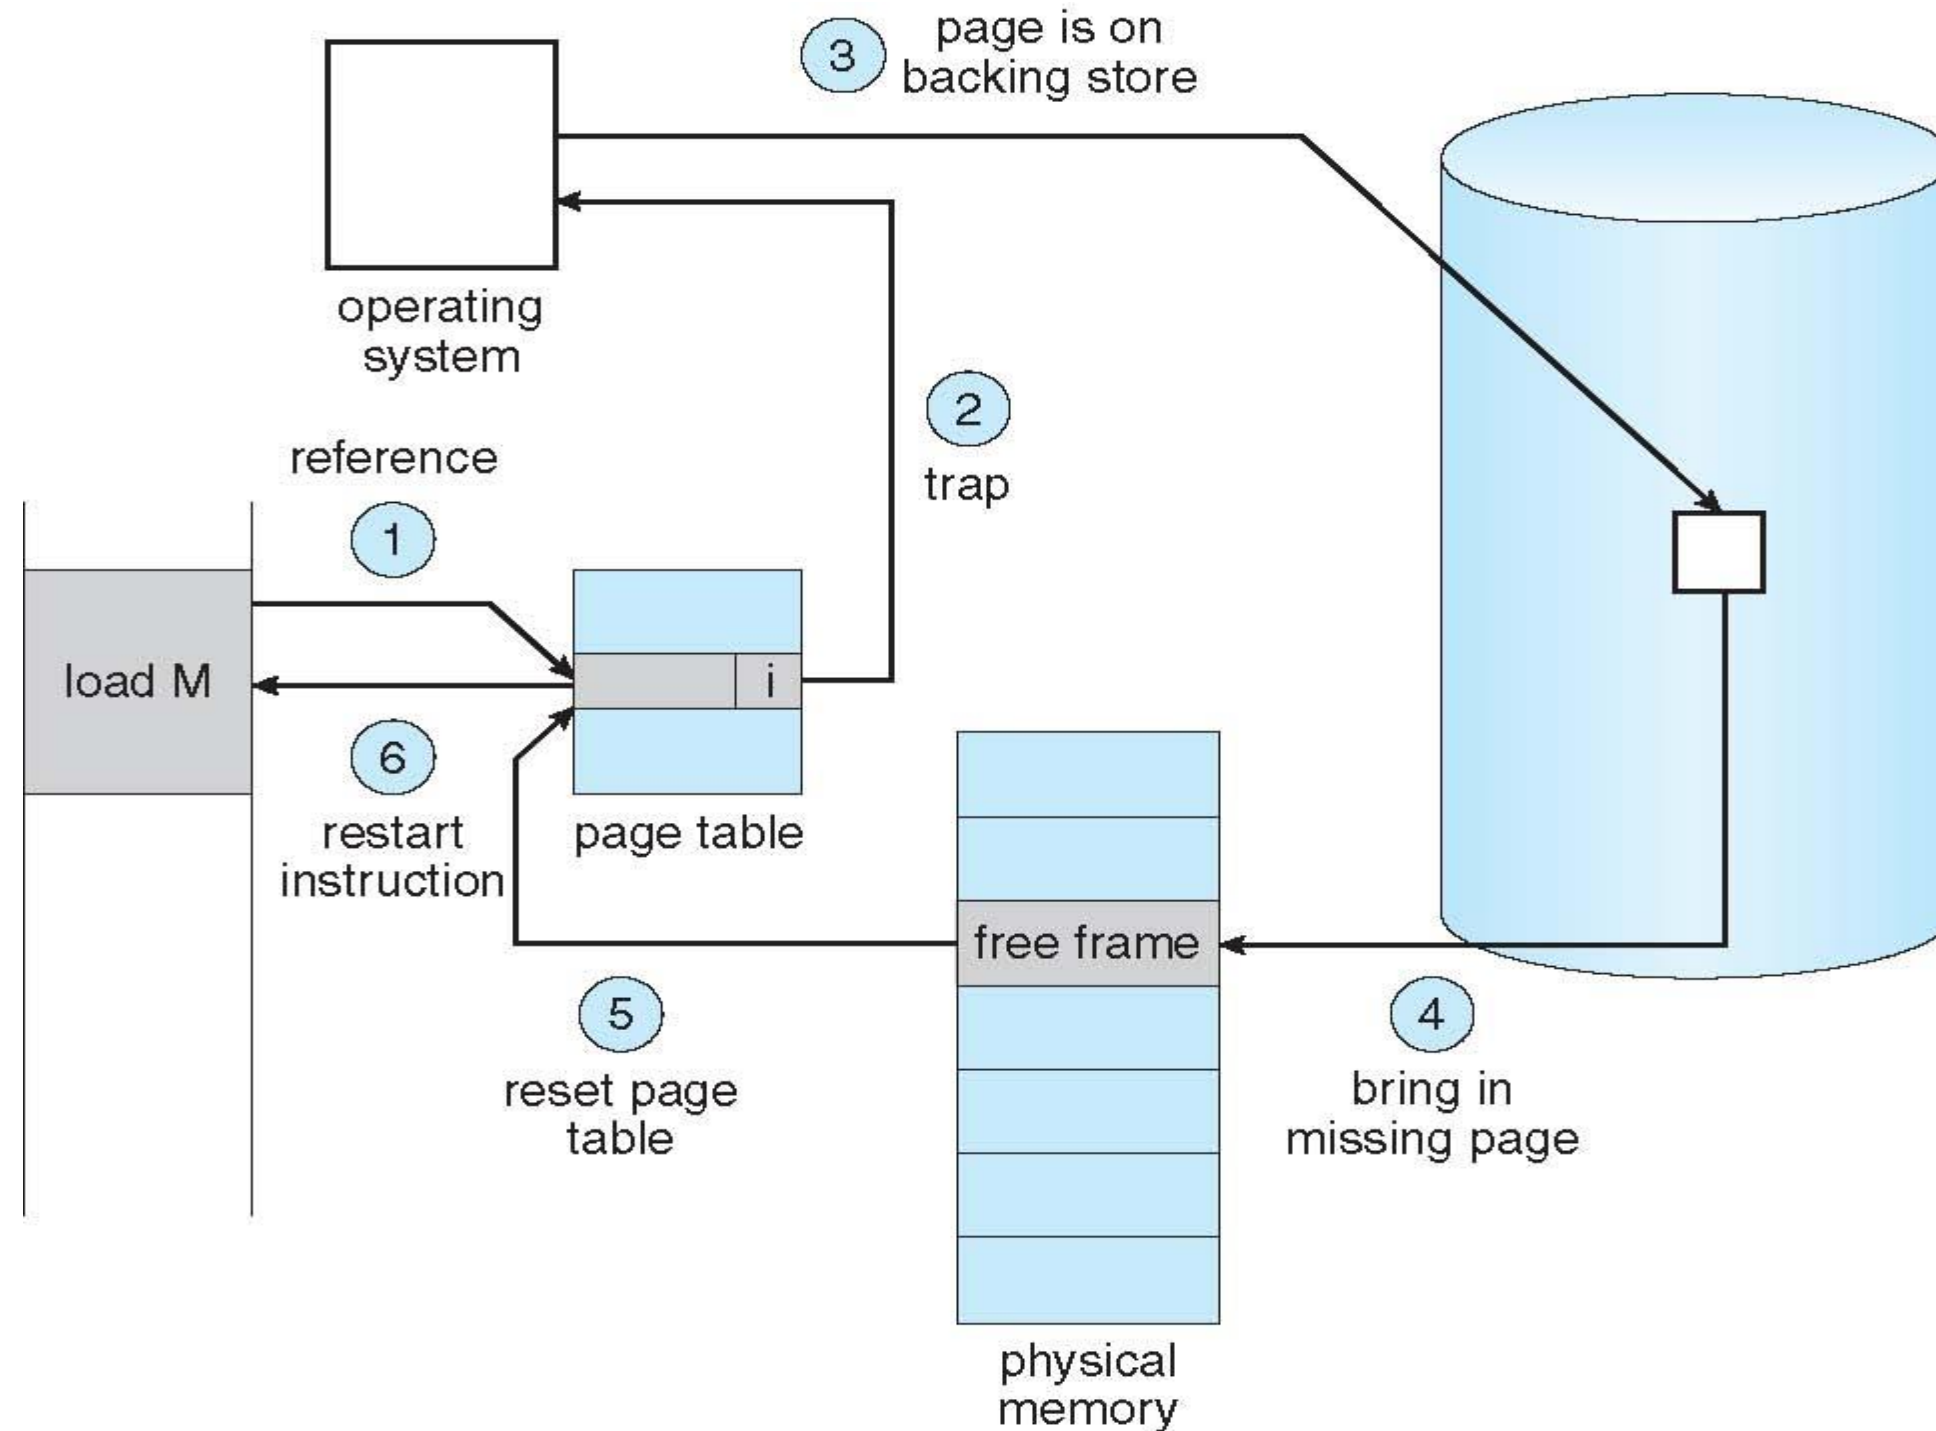 3
page is on
backing store
operating
system
2
trap
reference
1
load M
i
6
restart
instruction
page table
free frame
5
reset page
table
4
bring in
missing page
physical
memory